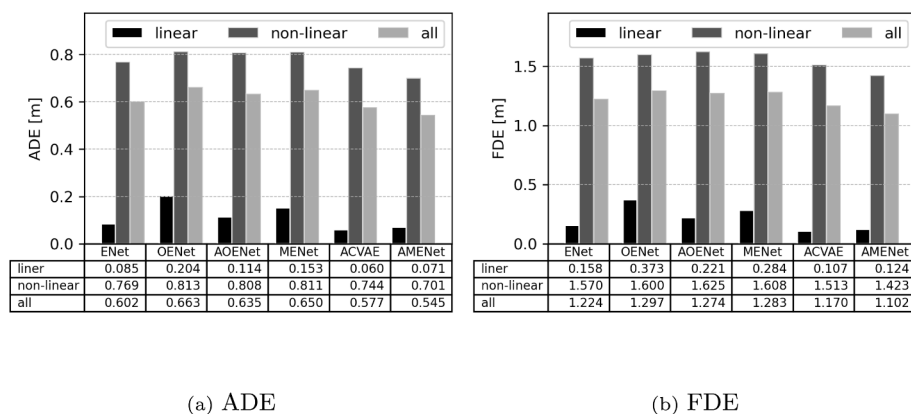 linear non-linear all
0.8
0.6
0.4
0.2
0.0
ADE [m]
ENet OENet AOENet MENet ACVAE AMENet
liner 0.085 0.204 0.114 0.153 0.060 0.071
non-linear 0.769 0.813 0.808 0.811 0.744 0.701
all 0.602 0.663 0.635 0.650 0.577 0.545
(a) ADE
linear non-linear all
1.5
1.0
0.5
0.0
FDE [m]
ENet OENet AOENet MENet ACVAE AMENet
liner 0.158 0.373 0.221 0.284 0.107 0.124
non-linear 1.570 1.600 1.625 1.608 1.513 1.423
all 1.224 1.297 1.274 1.283 1.170 1.102
(b) FDE